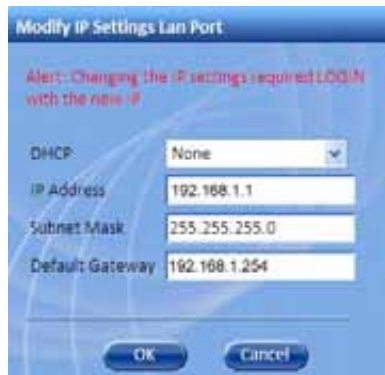 Modify IP Settings Lan Port
Alert: Changing the IP settings required LOGIN
with the new IP
DHCP None
IP Address 192.168.1.1
Subnet Mask 255.255.255.0
Default Gateway 192.168.1.254
OK Cancel